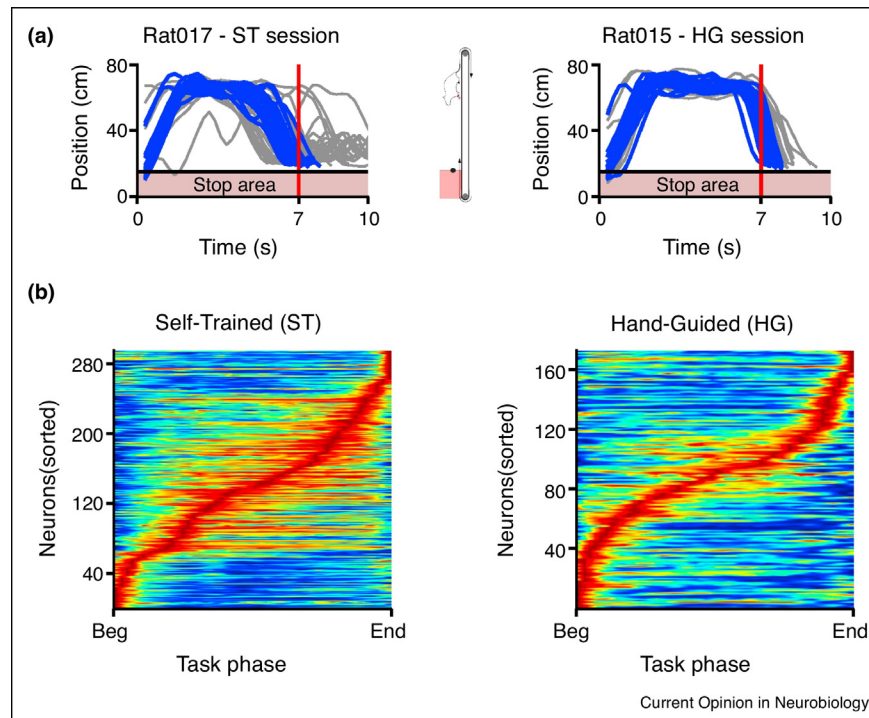 (a)
Rat017 - ST session
Rat015 - HG session
80
40
0
Position (cm)
Stop area
0
7
10
Time (s)
80
40
0
Position (cm)
Stop area
0
7
10
Time (s)
(b)
Self-Trained (ST)
Hand-Guided (HG)
280
200
120
40
Neurons(sorted)
Beg
End
Task phase
160
120
80
40
Neurons(sorted)
Beg
End
Task phase
Current Opinion in Neurobiology